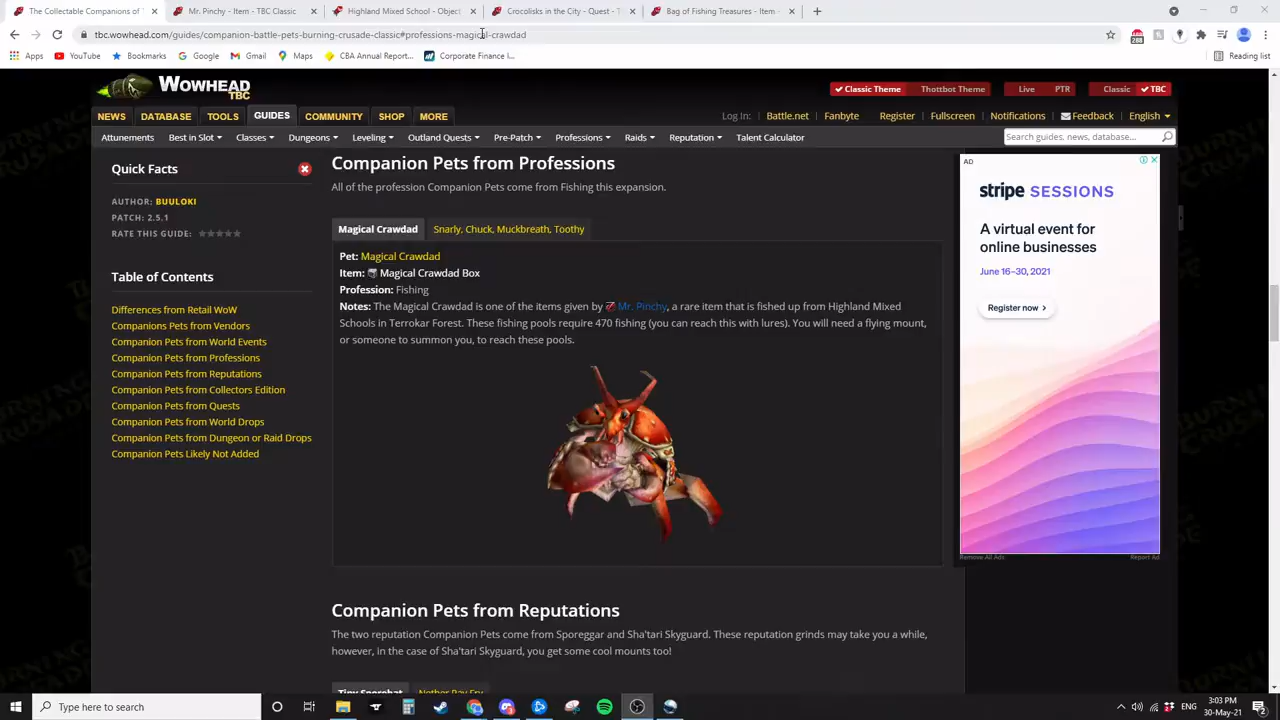 The Collectable Companions of T
Mr. Pinchy - Item - TBC Classic
Highland Mixed School - Object
Crocolisks in the City - Quest - T
Bag of Fishing Treasures - Item -
tbc.wowhead.com/guides/companion-battle-pets-burning-crusade-classic#professions-magical-crawdad
YouTube
Bookmarks
Google
Gmail
Maps
CBA Annual Report...
Corporate Finance I...
Reading list
WOWHEAD
TBC
Classic Theme
Thottbot Theme
Live
PTR
Classic
TBC
NEWS
DATABASE
TOOLS
GUIDES
COMMUNITY
SHOP
MORE
Log In:
Battle.net
Fanbyte
Register
Fullscreen
Notifications
Feedback
English
Attunements
Best in Slot
Classes
Dungeons
Leveling
Outland Quests
Pre-Patch
Professions
Raids
Reputation
Talent Calculator
Search guides, news, database...
Quick Facts
AUTHOR: BUULOKI
PATCH: 2.5.1
RATE THIS GUIDE:
Table of Contents
Differences from Retail WoW
Companions Pets from Vendors
Companion Pets from World Events
Companion Pets from Professions
Companion Pets from Reputations
Companion Pets from Collectors Edition
Companion Pets from Quests
Companion Pets from World Drops
Companion Pets from Dungeon or Raid Drops
Companion Pets Likely Not Added
Companion Pets from Professions
All of the profession Companion Pets come from Fishing this expansion.
Magical Crawdad
Snarly, Chuck, Muckbreath, Toothy
Pet: Magical Crawdad
Item: Magical Crawdad Box
Profession: Fishing
Notes: The Magical Crawdad is one of the items given by Mr. Pinchy, a rare item that is fished up from Highland Mixed
Schools in Terrokar Forest. These fishing pools require 470 fishing (you can reach this with lures). You will need a flying mount,
or someone to summon you, to reach these pools.
Companion Pets from Reputations
The two reputation Companion Pets come from Sporeggar and Sha'tari Skyguard. These reputation grinds may take you a while,
however, in the case of Sha'tari Skyguard, you get some cool mounts too!
Tiny Sporebat
Nether Ray Fry
AD
stripe SESSIONS
A virtual event for
online businesses
June 16–30, 2021
Register now
Remove All Ads
Report Ad
Type here to search
ENG
3:03 PM
30-May-21
2